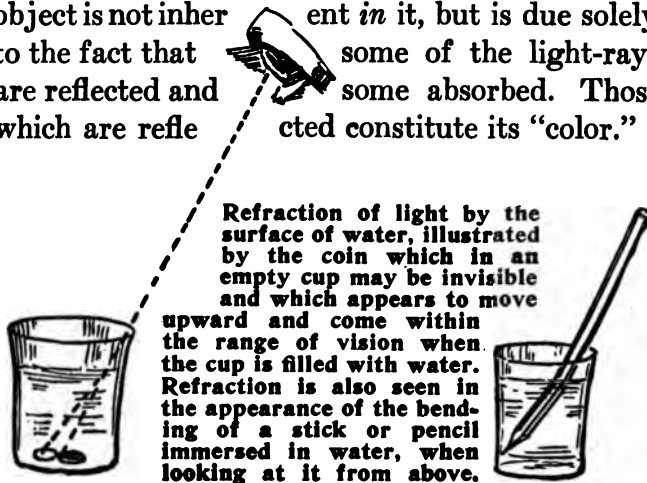 object is not inherent in it, but is due solely
to the fact that some of the light-ray
are reflected and some absorbed. Thos
which are reflected constitute its "color."
Refraction of light by the
surface of water, illustrated
by the coin which in an
empty cup may be invisible
and which appears to move
upward and come within
the range of vision when
the cup is filled with water.
Refraction is also seen in
the appearance of the bend-
ing of a stick or pencil
immersed in water, when
looking at it from above.